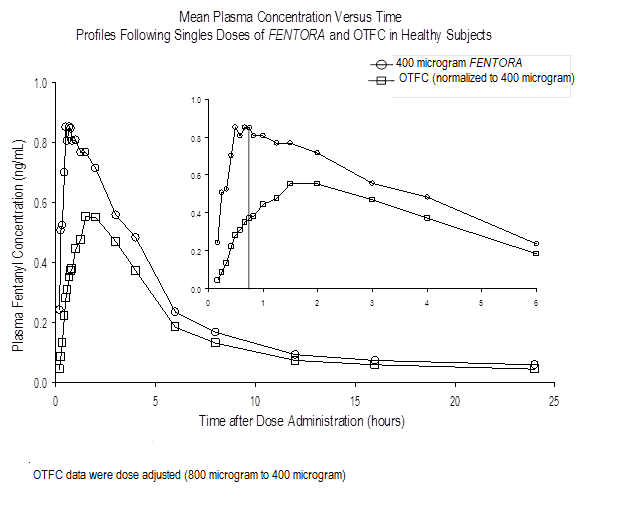 Mean Plasma Concentration Versus Time
Profiles Following Singles Doses of FENTORA and OTFC in Healthy Subjects
400 microgram FENTORA
OTFC (normalized to 400 microgram)
Plasma Fentanyl Concentration (ng/mL)
1.0
0.8
0.6
0.4
0.2
0.0
1.0
0.8
0.6
0.4
0.2
0.0
0 1 2 3 4 5 6
0 5 10 15 20 25
Time after Dose Administration (hours)
OTFC data were dose adjusted (800 microgram to 400 microgram)